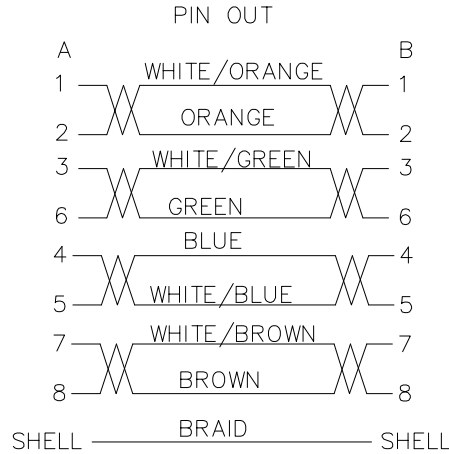 PIN OUT
A B
1 WHITE/ORANGE 1
2 ORANGE 2
3 WHITE/GREEN 3
6 GREEN 6
4 BLUE 4
5 WHITE/BLUE 5
7 WHITE/BROWN 7
8 BROWN 8
SHELL BRAID SHELL